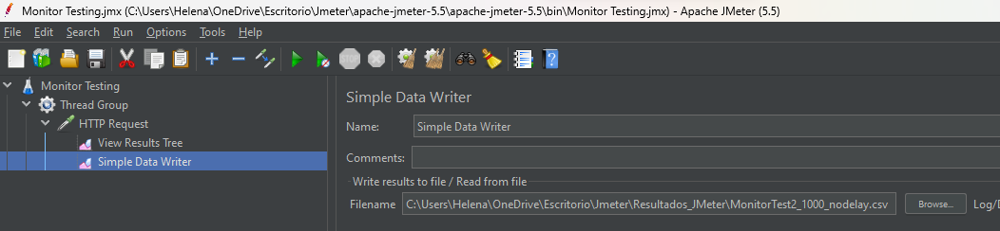 Monitor Testing.jmx (C:\Users\Helena\OneDrive\Escritorio\Jmeter\apache-jmeter-5.5\apache-jmeter-5.5\bin\Monitor Testing.jmx) - Apache JMeter (5.5)
File Edit Search Run Options Tools Help
Monitor Testing
Thread Group
HTTP Request
View Results Tree
Simple Data Writer
Simple Data Writer
Name: Simple Data Writer
Comments:
Write results to file / Read from file
Filename C:\Users\Helena\OneDrive\Escritorio\Jmeter\Resultados_JMeter\MonitorTest2_1000_nodelay.csv Browse... Log/D